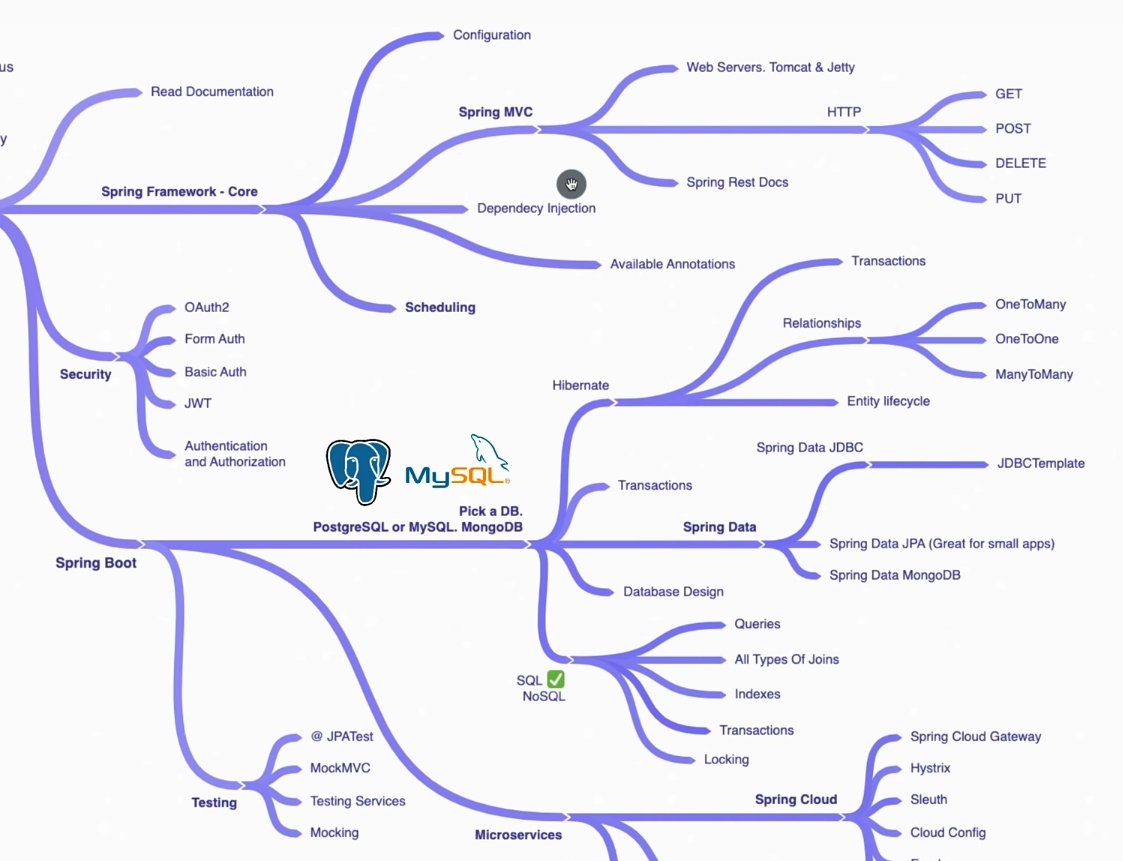 us
Configuration
Web Servers. Tomcat & Jetty
Read Documentation
GET
Spring MVC
HTTP
POST
y
DELETE
Spring Rest Docs
Spring Framework - Core
PUT
Dependecy Injection
Available Annotations
Transactions
OAuth2
Scheduling
OneToMany
Relationships
Form Auth
OneToOne
Security
Basic Auth
ManyToMany
Hibernate
JWT
Entity lifecycle
Authentication
and Authorization
Spring Data JDBC
JDBCTemplate
MySQL®
Transactions
Pick a DB.
PostgreSQL or MySQL. MongoDB
Spring Data
Spring Data JPA (Great for small apps)
Spring Boot
Spring Data MongoDB
Database Design
Queries
All Types Of Joins
SQL ✅
NoSQL
Indexes
Transactions
Locking
@ JPATest
Spring Cloud Gateway
MockMVC
Hystrix
Testing
Testing Services
Spring Cloud
Sleuth
Mocking
Microservices
Cloud Config